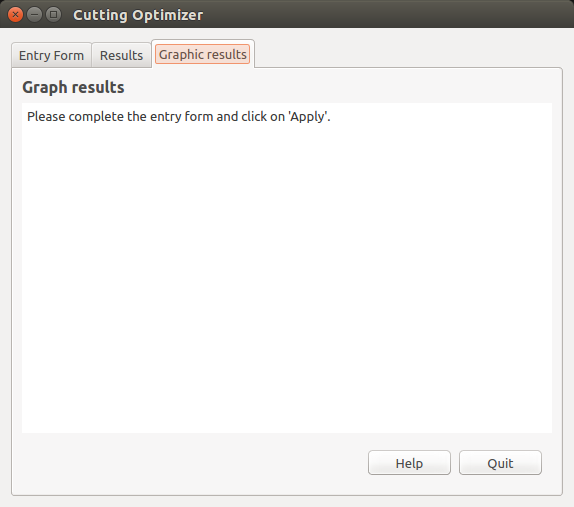 Cutting Optimizer
Entry Form
Results
Graphic results
Graph results
Please complete the entry form and click on 'Apply'.
Help
Quit